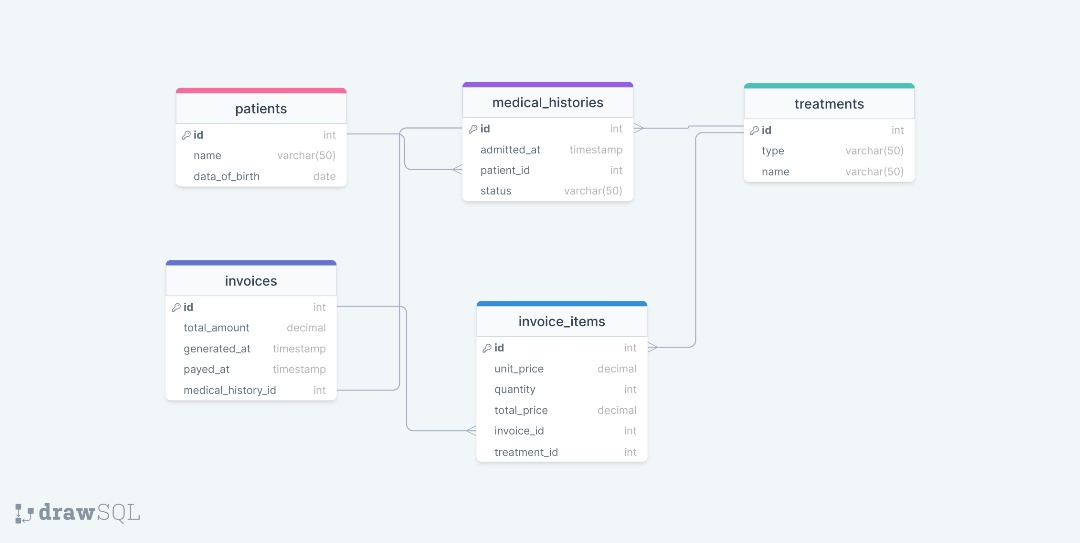 patients
id int
name varchar(50)
data_of_birth date
medical_histories
id int
admitted_at timestamp
patient_id int
status varchar(50)
treatments
id int
type varchar(50)
name varchar(50)
invoices
id int
total_amount decimal
generated_at timestamp
payed_at timestamp
medical_history_id int
invoice_items
id int
unit_price decimal
quantity int
total_price decimal
invoice_id int
treatment_id int
drawSQL